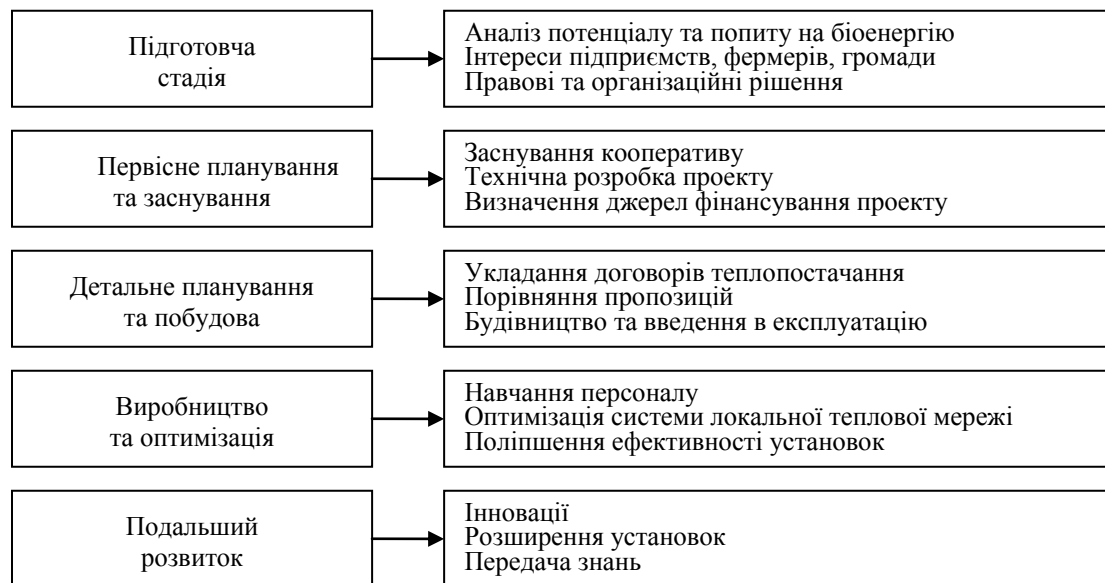 Підготовча
стадія
Аналіз потенціалу та попиту на біоенергію
Інтереси підприємств, фермерів, громади
Правові та організаційні рішення
Первісне планування
та заснування
Заснування кооперативу
Технічна розробка проекту
Визначення джерел фінансування проекту
Детальне планування
та побудова
Укладання договорів теплопостачання
Порівняння пропозицій
Будівництво та введення в експлуатацію
Виробництво
та оптимізація
Навчання персоналу
Оптимізація системи локальної теплової мережі
Поліпшення ефективності установок
Подальший
розвиток
Інновації
Розширення установок
Передача знань